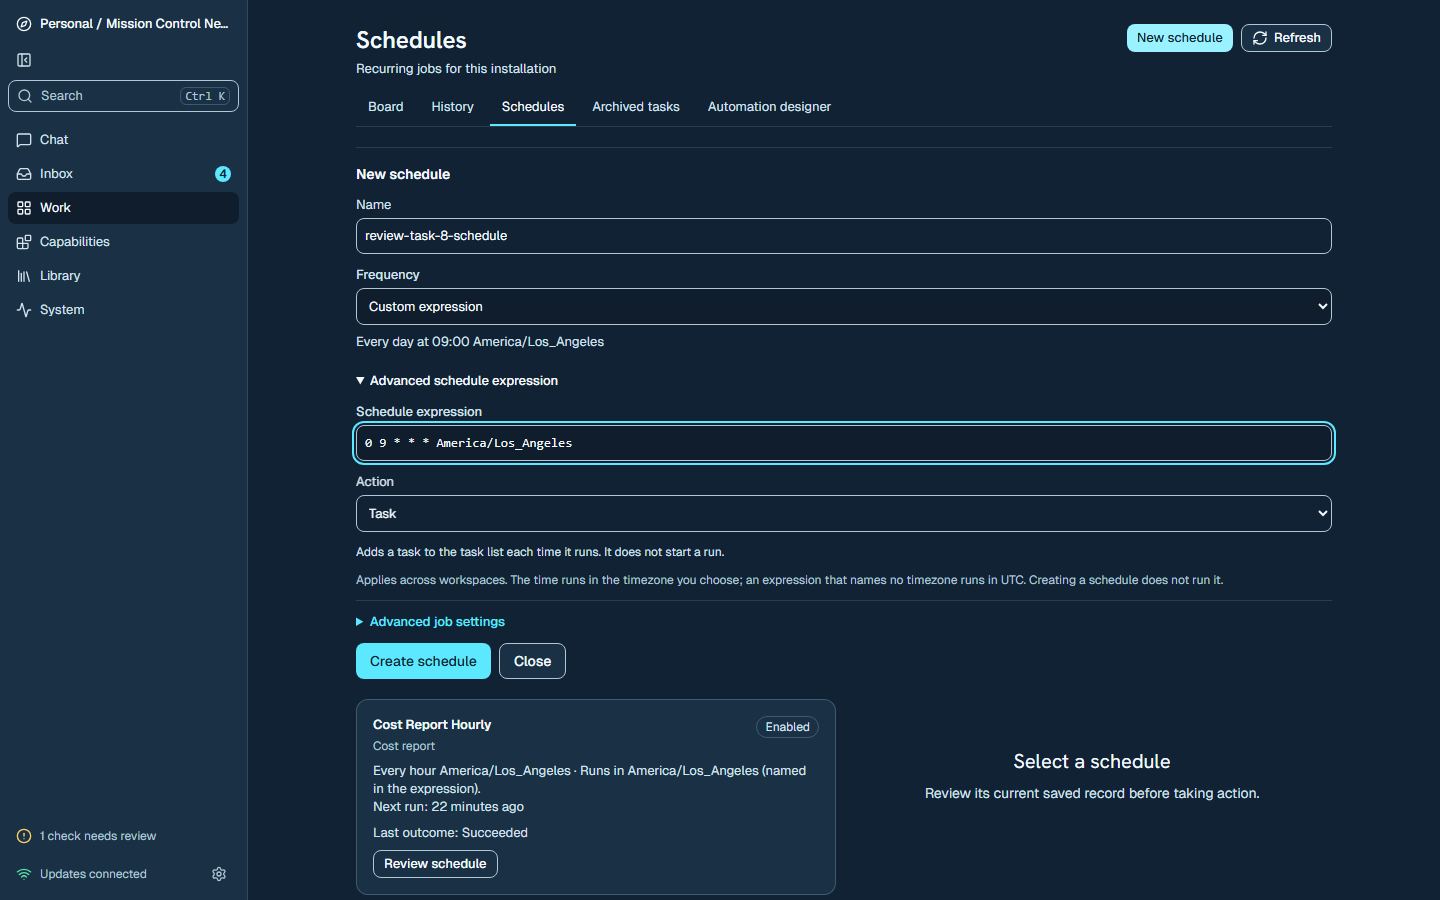 Personal / Mission Control Ne...
Search
Ctrl K
Chat
Inbox
4
Work
Capabilities
Library
System
1 check needs review
Updates connected
Schedules
Recurring jobs for this installation
New schedule
Refresh
Board
History
Schedules
Archived tasks
Automation designer
New schedule
Name
review-task-8-schedule
Frequency
Custom expression
Every day at 09:00 America/Los_Angeles
Advanced schedule expression
Schedule expression
0 9 * * * America/Los_Angeles
Action
Task
Adds a task to the task list each time it runs. It does not start a run.
Applies across workspaces. The time runs in the timezone you choose; an expression that names no timezone runs in UTC. Creating a schedule does not run it.
Advanced job settings
Create schedule
Close
Cost Report Hourly
Enabled
Cost report
Every hour America/Los_Angeles · Runs in America/Los_Angeles (named
in the expression).
Next run: 22 minutes ago
Last outcome: Succeeded
Review schedule
Select a schedule
Review its current saved record before taking action.